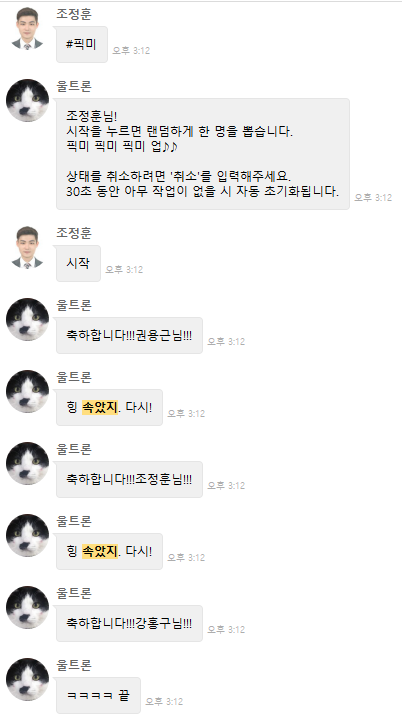 조정훈
#픽미
오후 3:12
울트론
조정훈님!
시작을 누르면 랜덤하게 한 명을 뽑습니다.
픽미 픽미 픽미 업♪♪
상태를 취소하려면 '취소'를 입력해주세요.
30초 동안 아무 작업이 없을 시 자동 초기화됩니다.
오후 3:12
조정훈
시작
오후 3:12
울트론
축하합니다!!!권용근님!!!
오후 3:12
울트론
힝 속았지. 다시!
오후 3:12
울트론
축하합니다!!!조정훈님!!!
오후 3:12
울트론
힝 속았지. 다시!
오후 3:12
울트론
축하합니다!!!강홍구님!!!
오후 3:12
울트론
ㅋㅋㅋㅋ 끝
오후 3:12